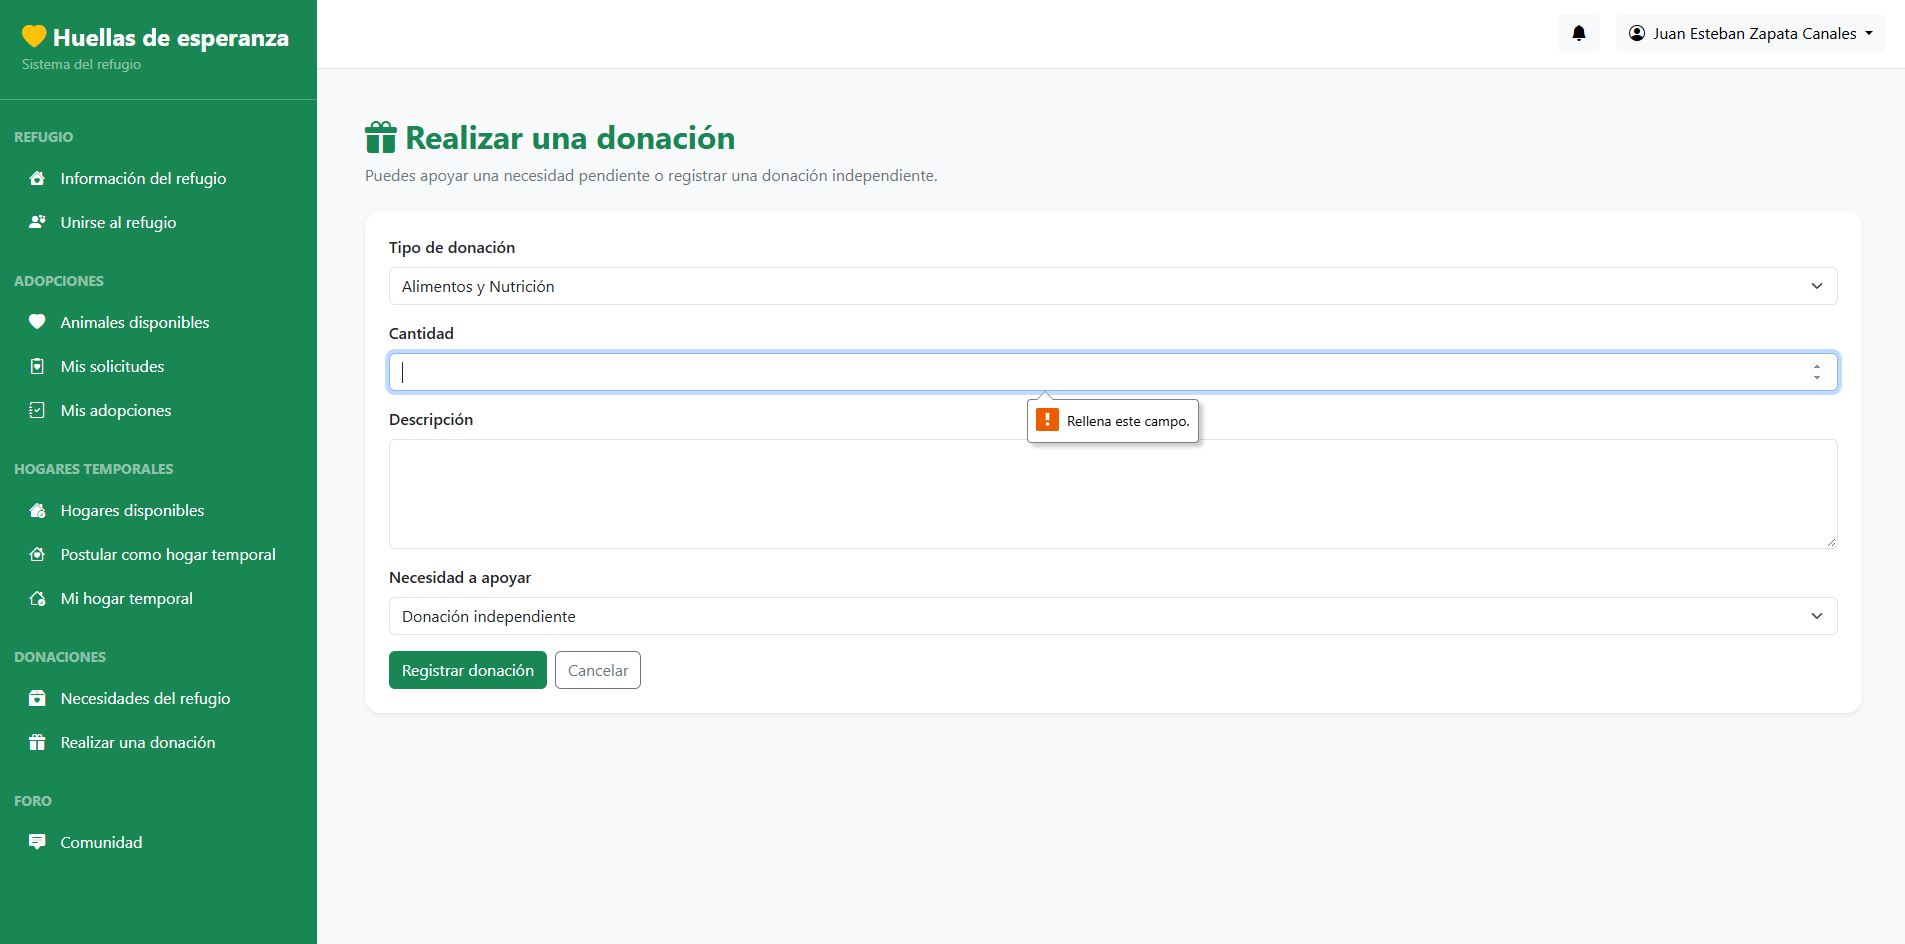 Huellas de esperanza
Sistema del refugio
REFUGIO
Información del refugio
Unirse al refugio
ADOPCIONES
Animales disponibles
Mis solicitudes
Mis adopciones
HOGARES TEMPORALES
Hogares disponibles
Postular como hogar temporal
Mi hogar temporal
DONACIONES
Necesidades del refugio
Realizar una donación
FORO
Comunidad
Juan Esteban Zapata Canales
Realizar una donación
Puedes apoyar una necesidad pendiente o registrar una donación independiente.
Tipo de donación
Alimentos y Nutrición
Cantidad
Rellena este campo.
Descripción
Necesidad a apoyar
Donación independiente
Registrar donación
Cancelar